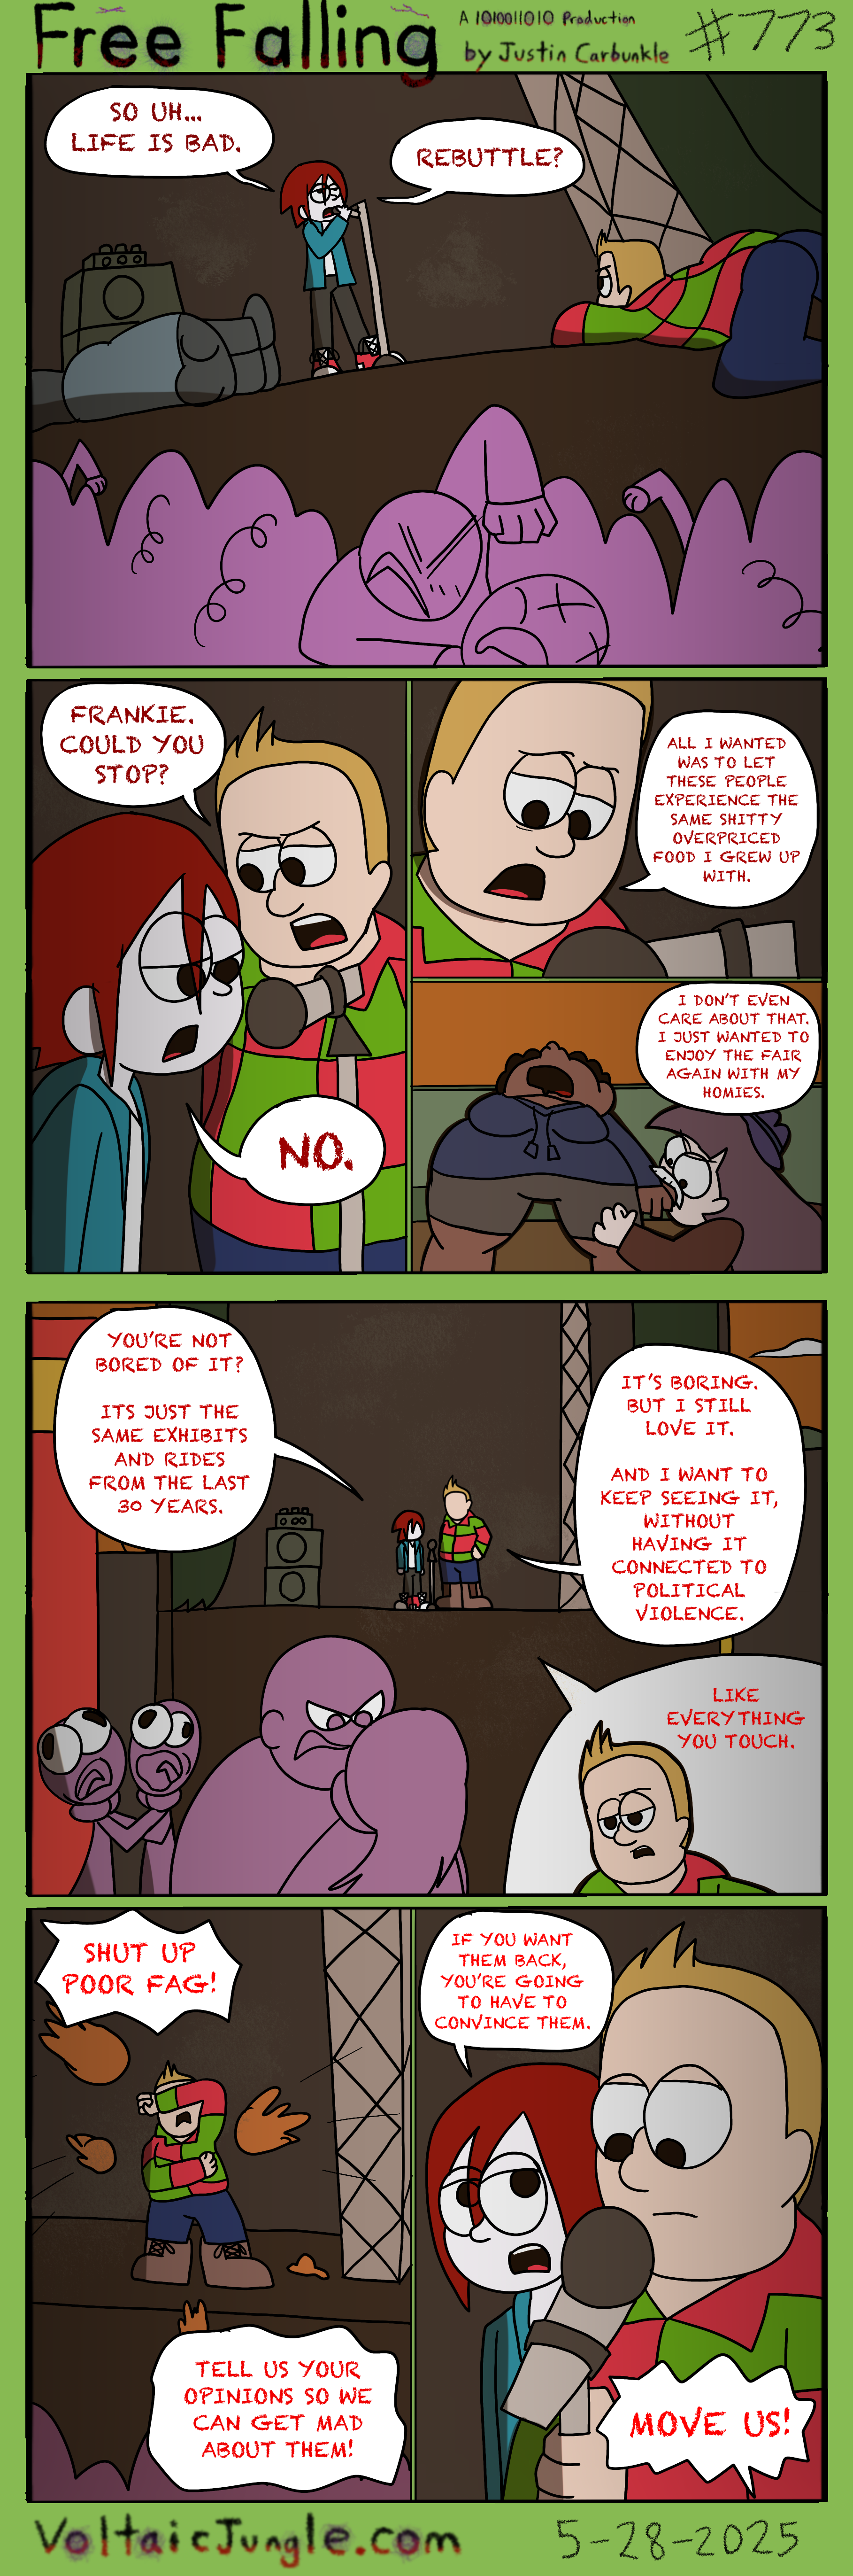 Free Falling
A 1010011010 Production
by Justin Carbunkle
#773
SO UH...
LIFE IS BAD.
REBUTTLE?
FRANKIE.
COULD YOU
STOP?
NO.
ALL I WANTED
WAS TO LET
THESE PEOPLE
EXPERIENCE THE
SAME SHITTY
OVERPRICED
FOOD I GREW UP
WITH.
I DON'T EVEN
CARE ABOUT THAT.
I JUST WANTED TO
ENJOY THE FAIR
AGAIN WITH MY
HOMIES.
YOU'RE NOT
BORED OF IT?
ITS JUST THE
SAME EXHIBITS
AND RIDES
FROM THE LAST
30 YEARS.
IT'S BORING.
BUT I STILL
LOVE IT.
AND I WANT TO
KEEP SEEING IT,
WITHOUT
HAVING IT
CONNECTED TO
POLITICAL
VIOLENCE.
LIKE
EVERYTHING
YOU TOUCH.
SHUT UP
POOR FAG!
TELL US YOUR
OPINIONS SO WE
CAN GET MAD
ABOUT THEM!
IF YOU WANT
THEM BACK,
YOU'RE GOING
TO HAVE TO
CONVINCE THEM.
MOVE US!
VoltaicJungle.com
5-28-2025